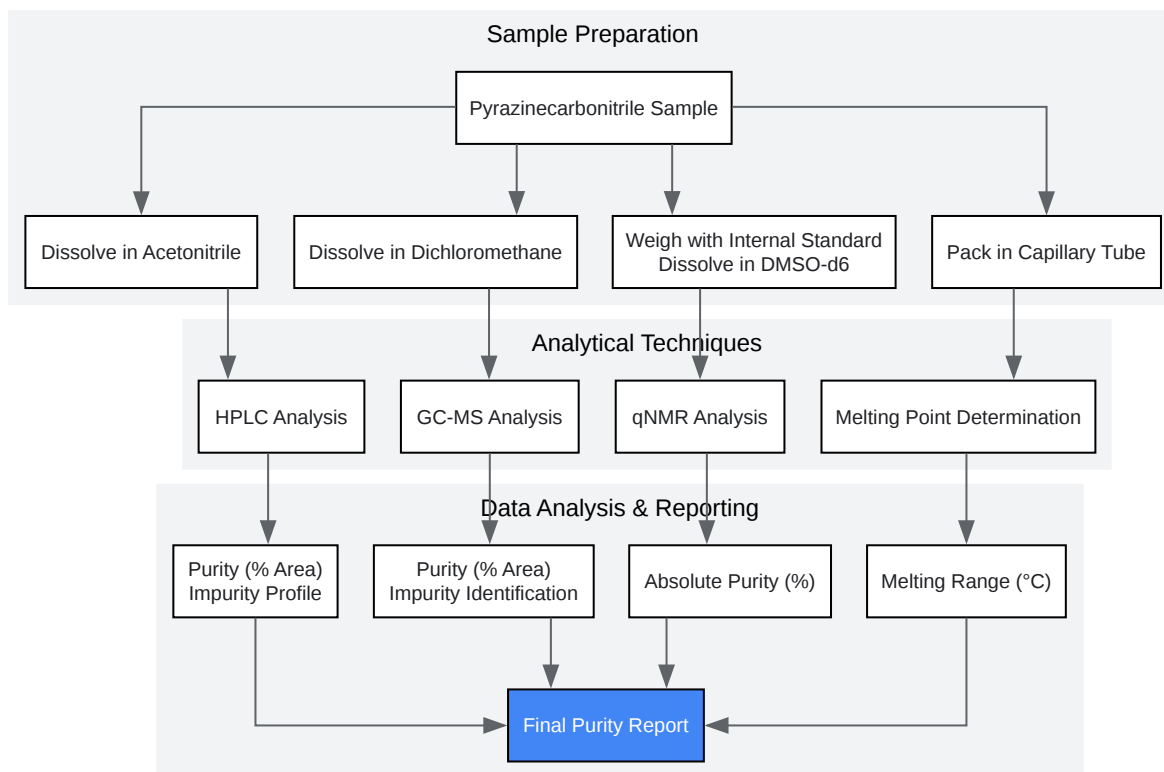 Sample Preparation
Pyrazinecarbonitrile Sample
Dissolve in Acetonitrile
Dissolve in Dichloromethane
Weigh with Internal Standard
Dissolve in DMSO-d6
Pack in Capillary Tube
Analytical Techniques
HPLC Analysis
GC-MS Analysis
qNMR Analysis
Melting Point Determination
Data Analysis & Reporting
Purity (% Area)
Impurity Profile
Purity (% Area)
Impurity Identification
Absolute Purity (%)
Melting Range (°C)
Final Purity Report